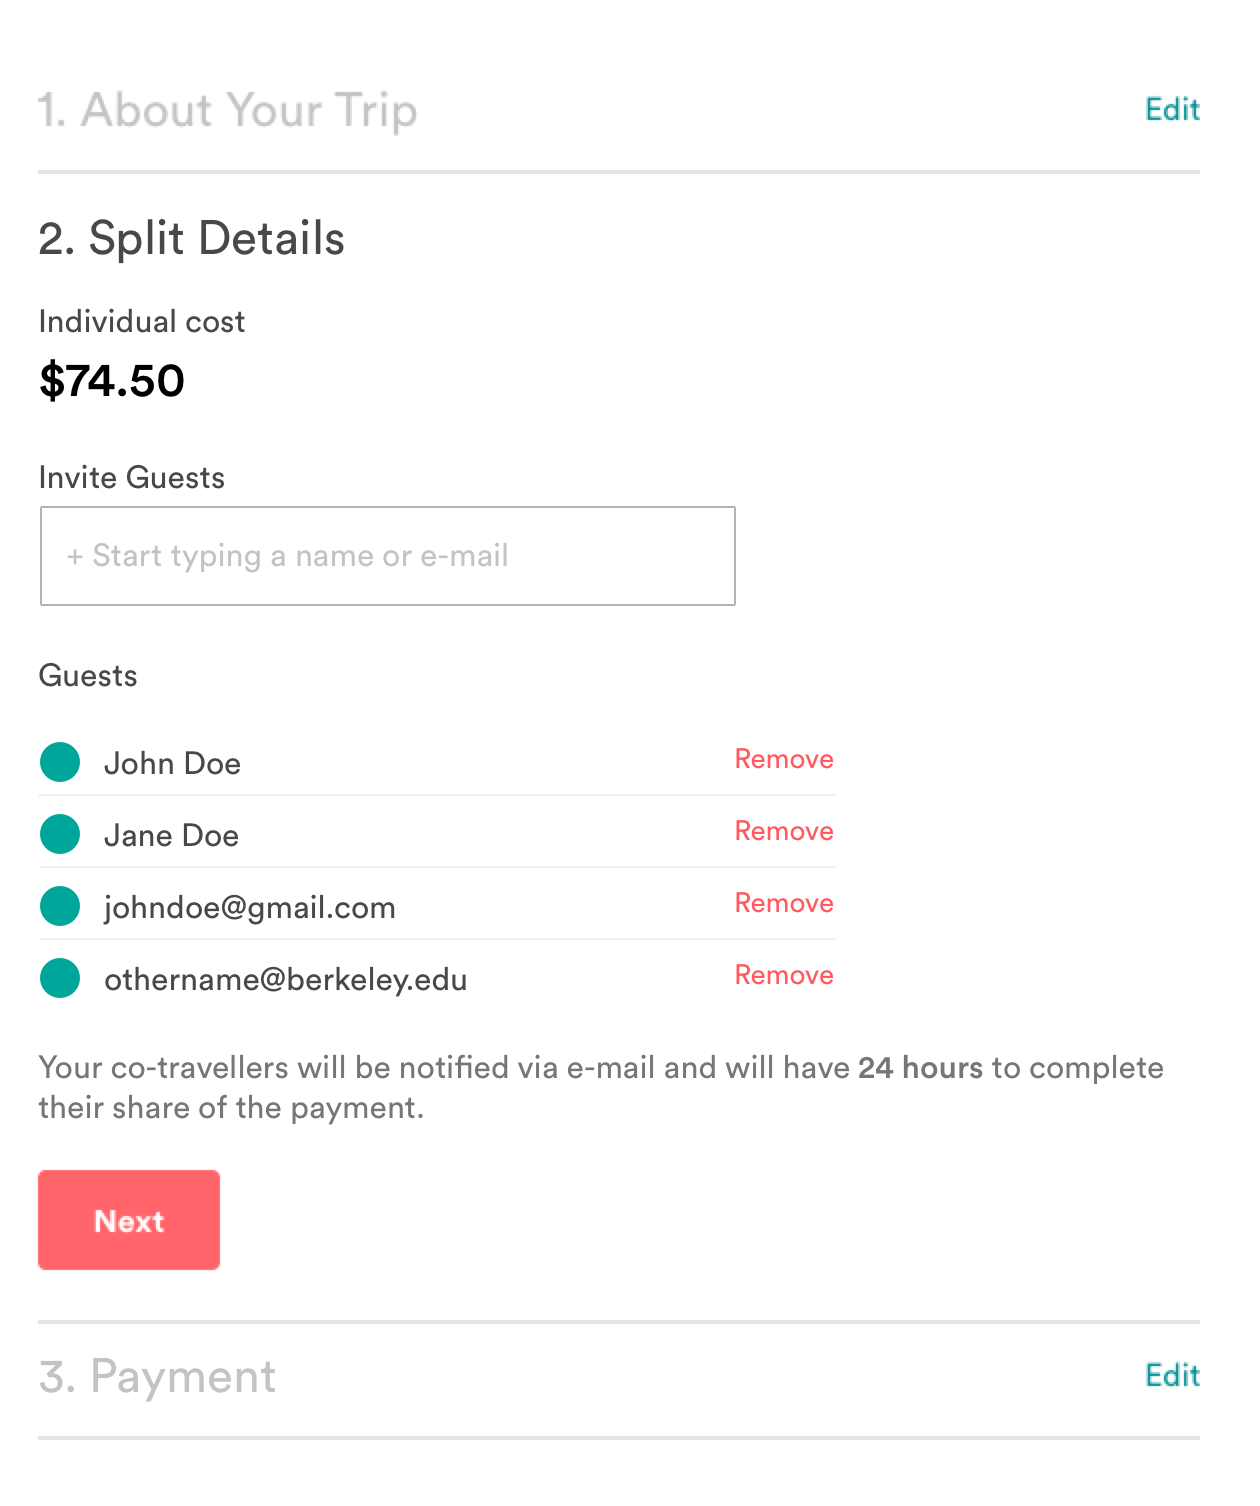 1. About Your Trip
Edit
2. Split Details
Individual cost
$74.50
Invite Guests
+ Start typing a name or e-mail
Guests
John Doe
Remove
Jane Doe
Remove
johndoe@gmail.com
Remove
othername@berkeley.edu
Remove
Your co-travellers will be notified via e-mail and will have 24 hours to complete
their share of the payment.
Next
3. Payment
Edit